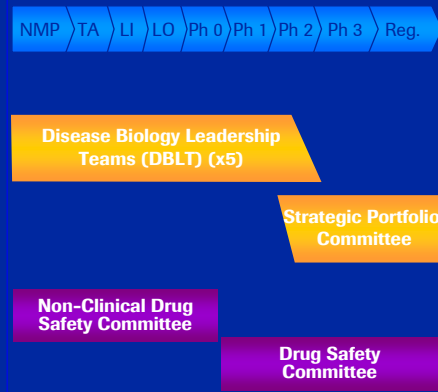 NMP TA LI LO Ph 0 Ph 1 Ph 2 Ph 3 Reg.
Disease Biology Leadership
Teams (DBLT) (x5)
Strategic Portfolio
Committee
Non-Clinical Drug
Safety Committee
Drug Safety
Committee